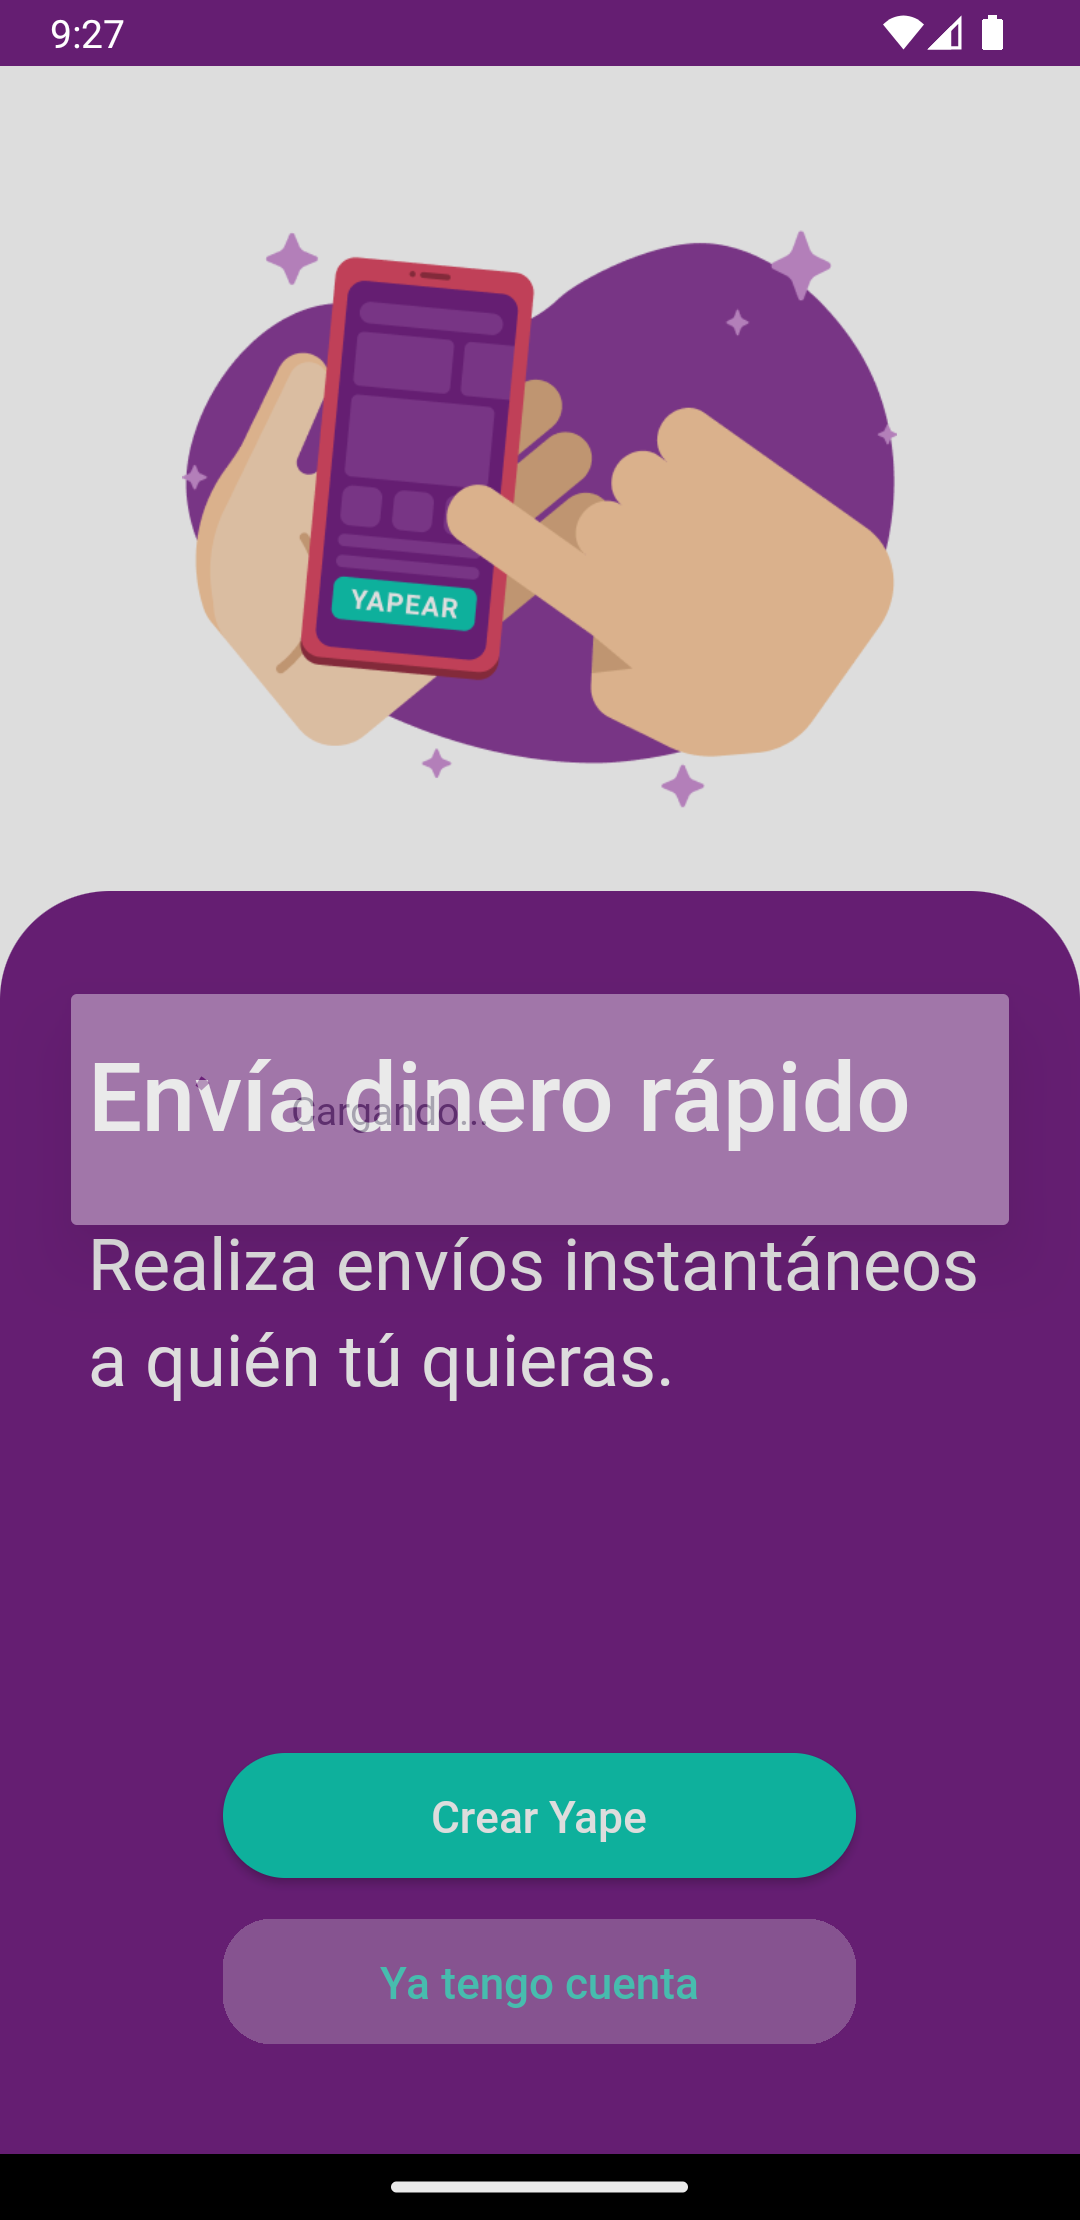 9:27
YAPEAR
Envía dinero rápido
Cargando...
Realiza envíos instantáneos
a quién tú quieras.
Crear Yape
Ya tengo cuenta